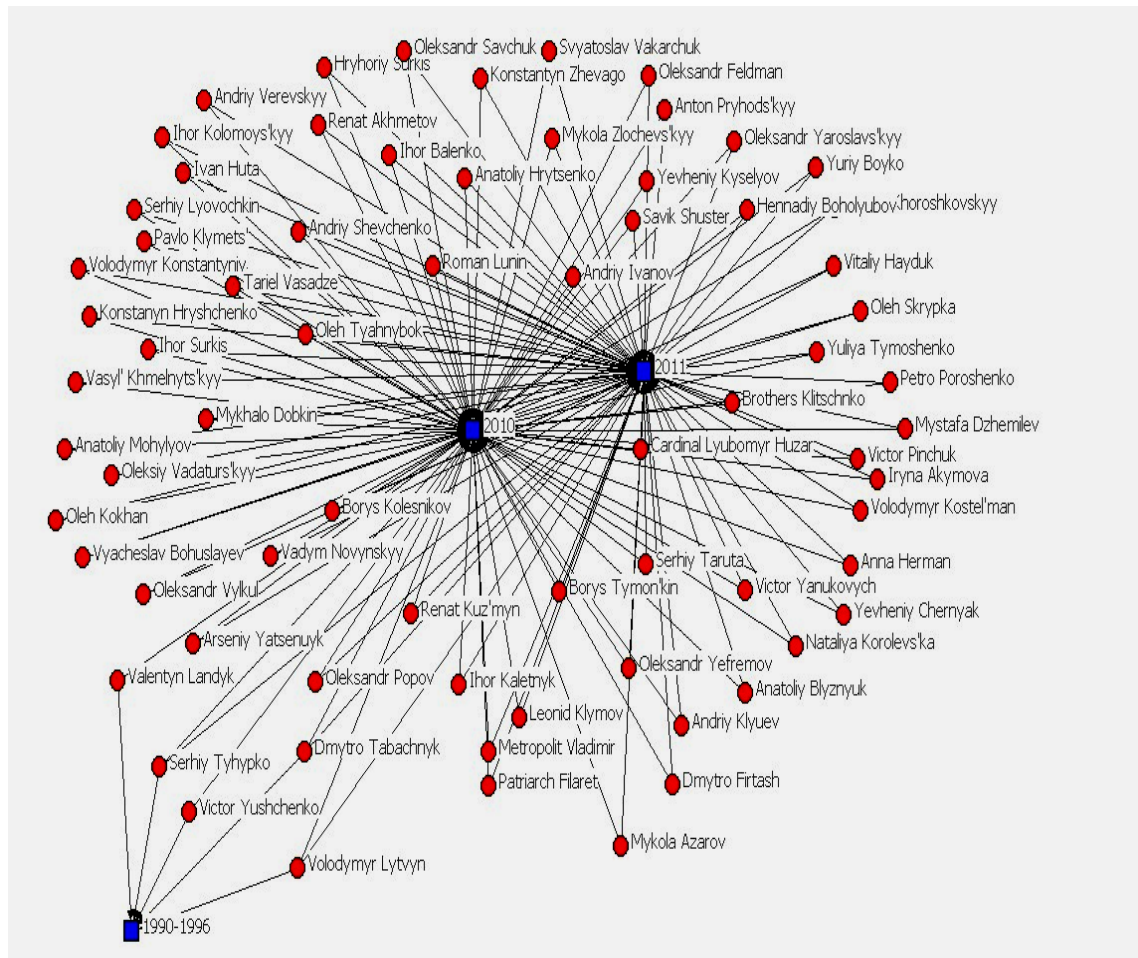 Oleksandr Savchuk
Svyatoslav Vakarchuk
Hryhoriy Surkis
Konstantyn Zhevago
Oleksandr Feldman
Andriy Verevskyy
Anton Pryhods'kyy
Renat Akhmetov
Ihor Kolomoys'kyy
Mykola Zlochevs'kyy
Oleksandr Yaroslavs'kyy
Ihor Balenko
Ivan Huta
Yuriy Boyko
Anatoliy Hrytsenko
Yevheniy Kyselyov
Serhiy Lyovochkin
Hennadiy Boholyubov
Khoroshkovskyy
Savik Shuster
Andriy Shevchenko
Pavlo Klymets'
Volodymyr Konstantyniv
Roman Lunin
Vitaliy Hayduk
Andriy Ivanov
Tariel Vasadze
Konstanyn Hryshchenko
Oleh Skrypka
Oleh Tyahnybok
Ihor Surkis
Yuliya Tymoshenko
2011
Vasyl' Khmelnyts'kyy
Petro Poroshenko
Brothers Klitschnko
Mykhalo Dobkin
2010
Mystafa Dzhemilev
Anatoliy Mohylyov
Cardinal Lyubomyr Huzar
Victor Pinchuk
Oleksiy Vadaturs'kyy
Iryna Akymova
Borys Kolesnikov
Volodymyr Kostel'man
Oleh Kokhan
Vyacheslav Bohuslayev
Vadym Novynskyy
Serhiy Taruta
Anna Herman
Oleksandr Vylkul
Borys Tymon'kin
Victor Yanukovych
Renat Kuz'myn
Yevheniy Chernyak
Arseniy Yatsenuyk
Nataliya Korolevs'ka
Oleksandr Yefremov
Valentyn Landyk
Oleksandr Popov
Ihor Kaletnyk
Anatoliy Blyznyuk
Leonid Klymov
Andriy Klyuev
Dmytro Tabachnyk
Metropolit Vladimir
Serhiy Tyhypko
Patriarch Filaret
Dmytro Firtash
Victor Yushchenko
Mykola Azarov
Volodymyr Lytvyn
1990-1996